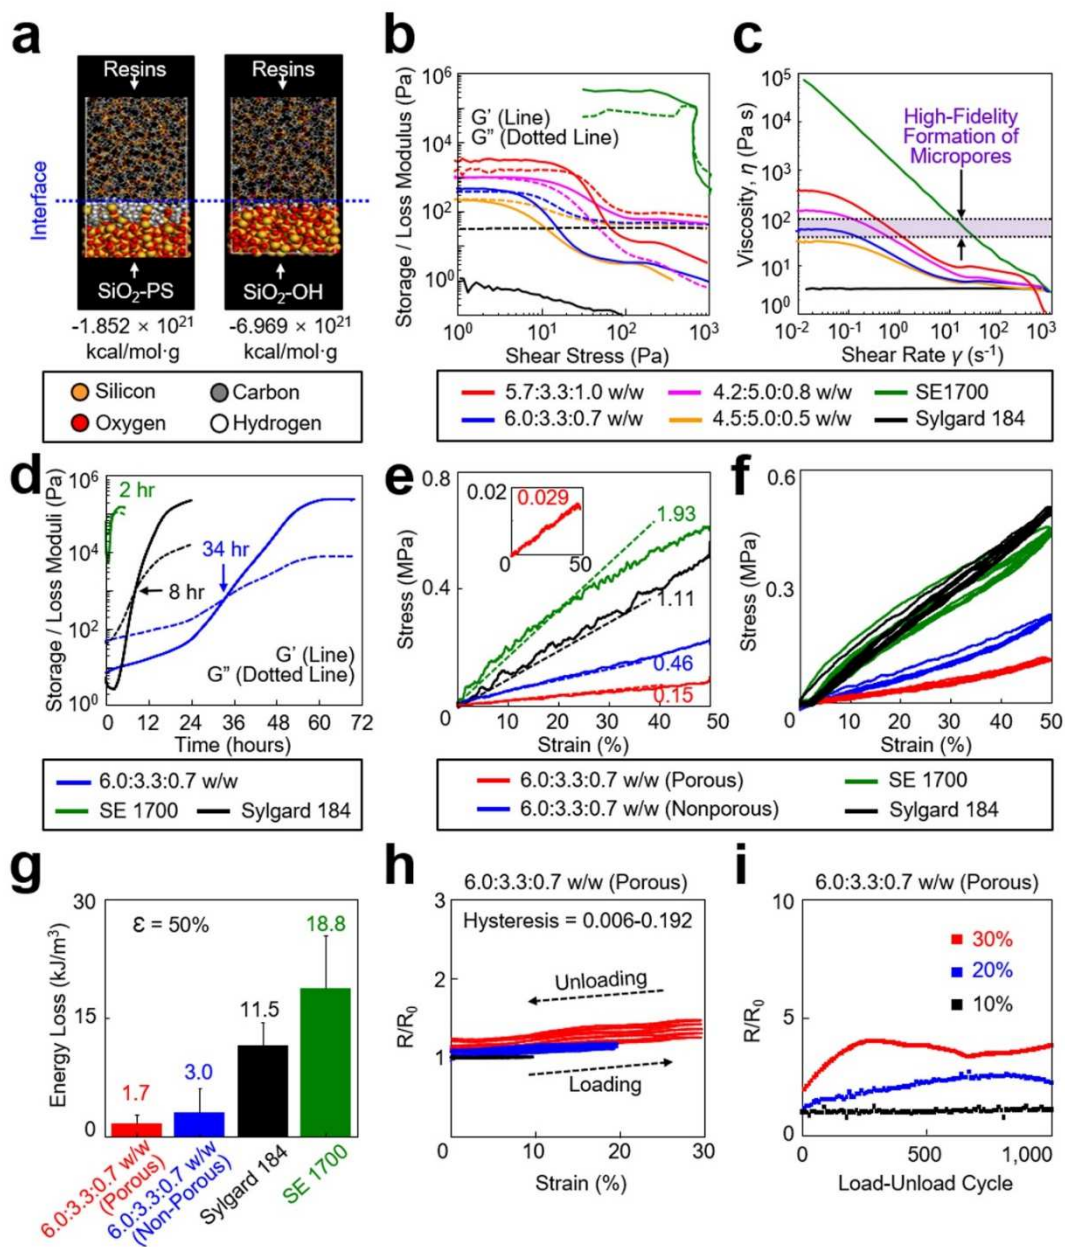 a
Resins
Resins
Interface
SiO2-PS
SiO2-OH
-1.852 × 10^21
kcal/mol·g
-6.969 × 10^21
kcal/mol·g
Silicon
Carbon
Oxygen
Hydrogen
b
Storage / Loss Modulus (Pa)
10^6
10^4
10^2
10^0
G' (Line)
G" (Dotted Line)
10^0
10^1
10^2
10^3
Shear Stress (Pa)
c
Viscosity, η (Pa s)
10^5
10^4
10^2
10^1
10^0
High-Fidelity
Formation of
Micropores
10^-2
10^-1
10^0
10^1
10^2
10^3
Shear Rate γ (s^-1)
5.7:3.3:1.0 w/w
4.2:5.0:0.8 w/w
SE1700
6.0:3.3:0.7 w/w
4.5:5.0:0.5 w/w
Sylgard 184
d
Storage / Loss Moduli (Pa)
10^6
10^4
10^2
10^0
2 hr
34 hr
8 hr
G' (Line)
G" (Dotted Line)
0
12
24
36
48
60
72
Time (hours)
6.0:3.3:0.7 w/w
SE 1700
Sylgard 184
e
Stress (MPa)
0.8
0.4
0.02
0.029
0
50
1.93
1.11
0.46
0.15
0
10
20
30
40
50
Strain (%)
f
Stress (MPa)
0.6
0.3
0
10
20
30
40
50
Strain (%)
6.0:3.3:0.7 w/w (Porous)
SE 1700
6.0:3.3:0.7 w/w (Nonporous)
Sylgard 184
g
Energy Loss (kJ/m^3)
30
15
0
Ɛ = 50%
1.7
3.0
11.5
18.8
6.0:3.3:0.7 w/w
(Porous)
6.0:3.3:0.7 w/w
(Non-Porous)
Sylgard 184
SE 1700
h
6.0:3.3:0.7 w/w (Porous)
Hysteresis = 0.006-0.192
R/R0
3
2
1
0
Unloading
Loading
0
10
20
30
Strain (%)
i
6.0:3.3:0.7 w/w (Porous)
R/R0
10
5
0
30%
20%
10%
0
500
1,000
Load-Unload Cycle